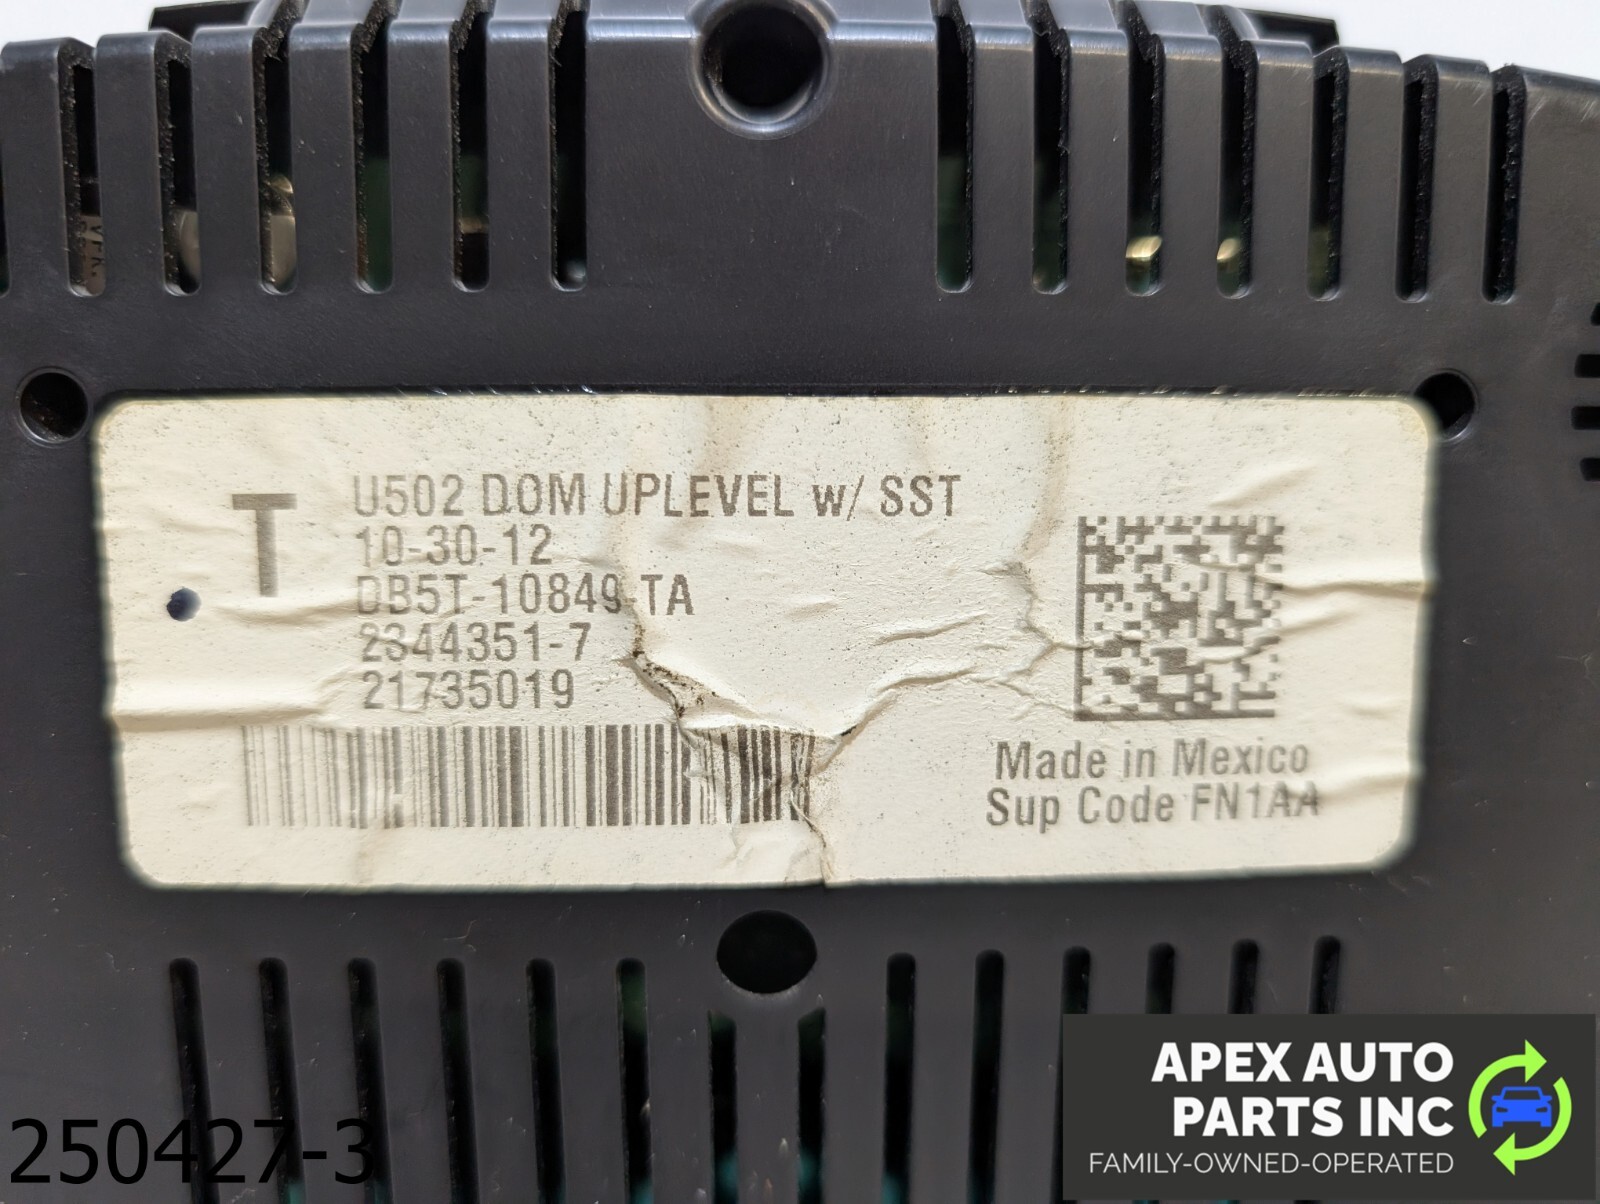 T
U502 DOM UPLEVEL w/ SST
10-30-12
DB5T-10849-TA
2344351-7
21735019
Made in Mexico
Sup Code FN1AA
250427-3
APEX AUTO
PARTS INC
FAMILY-OWNED-OPERATED